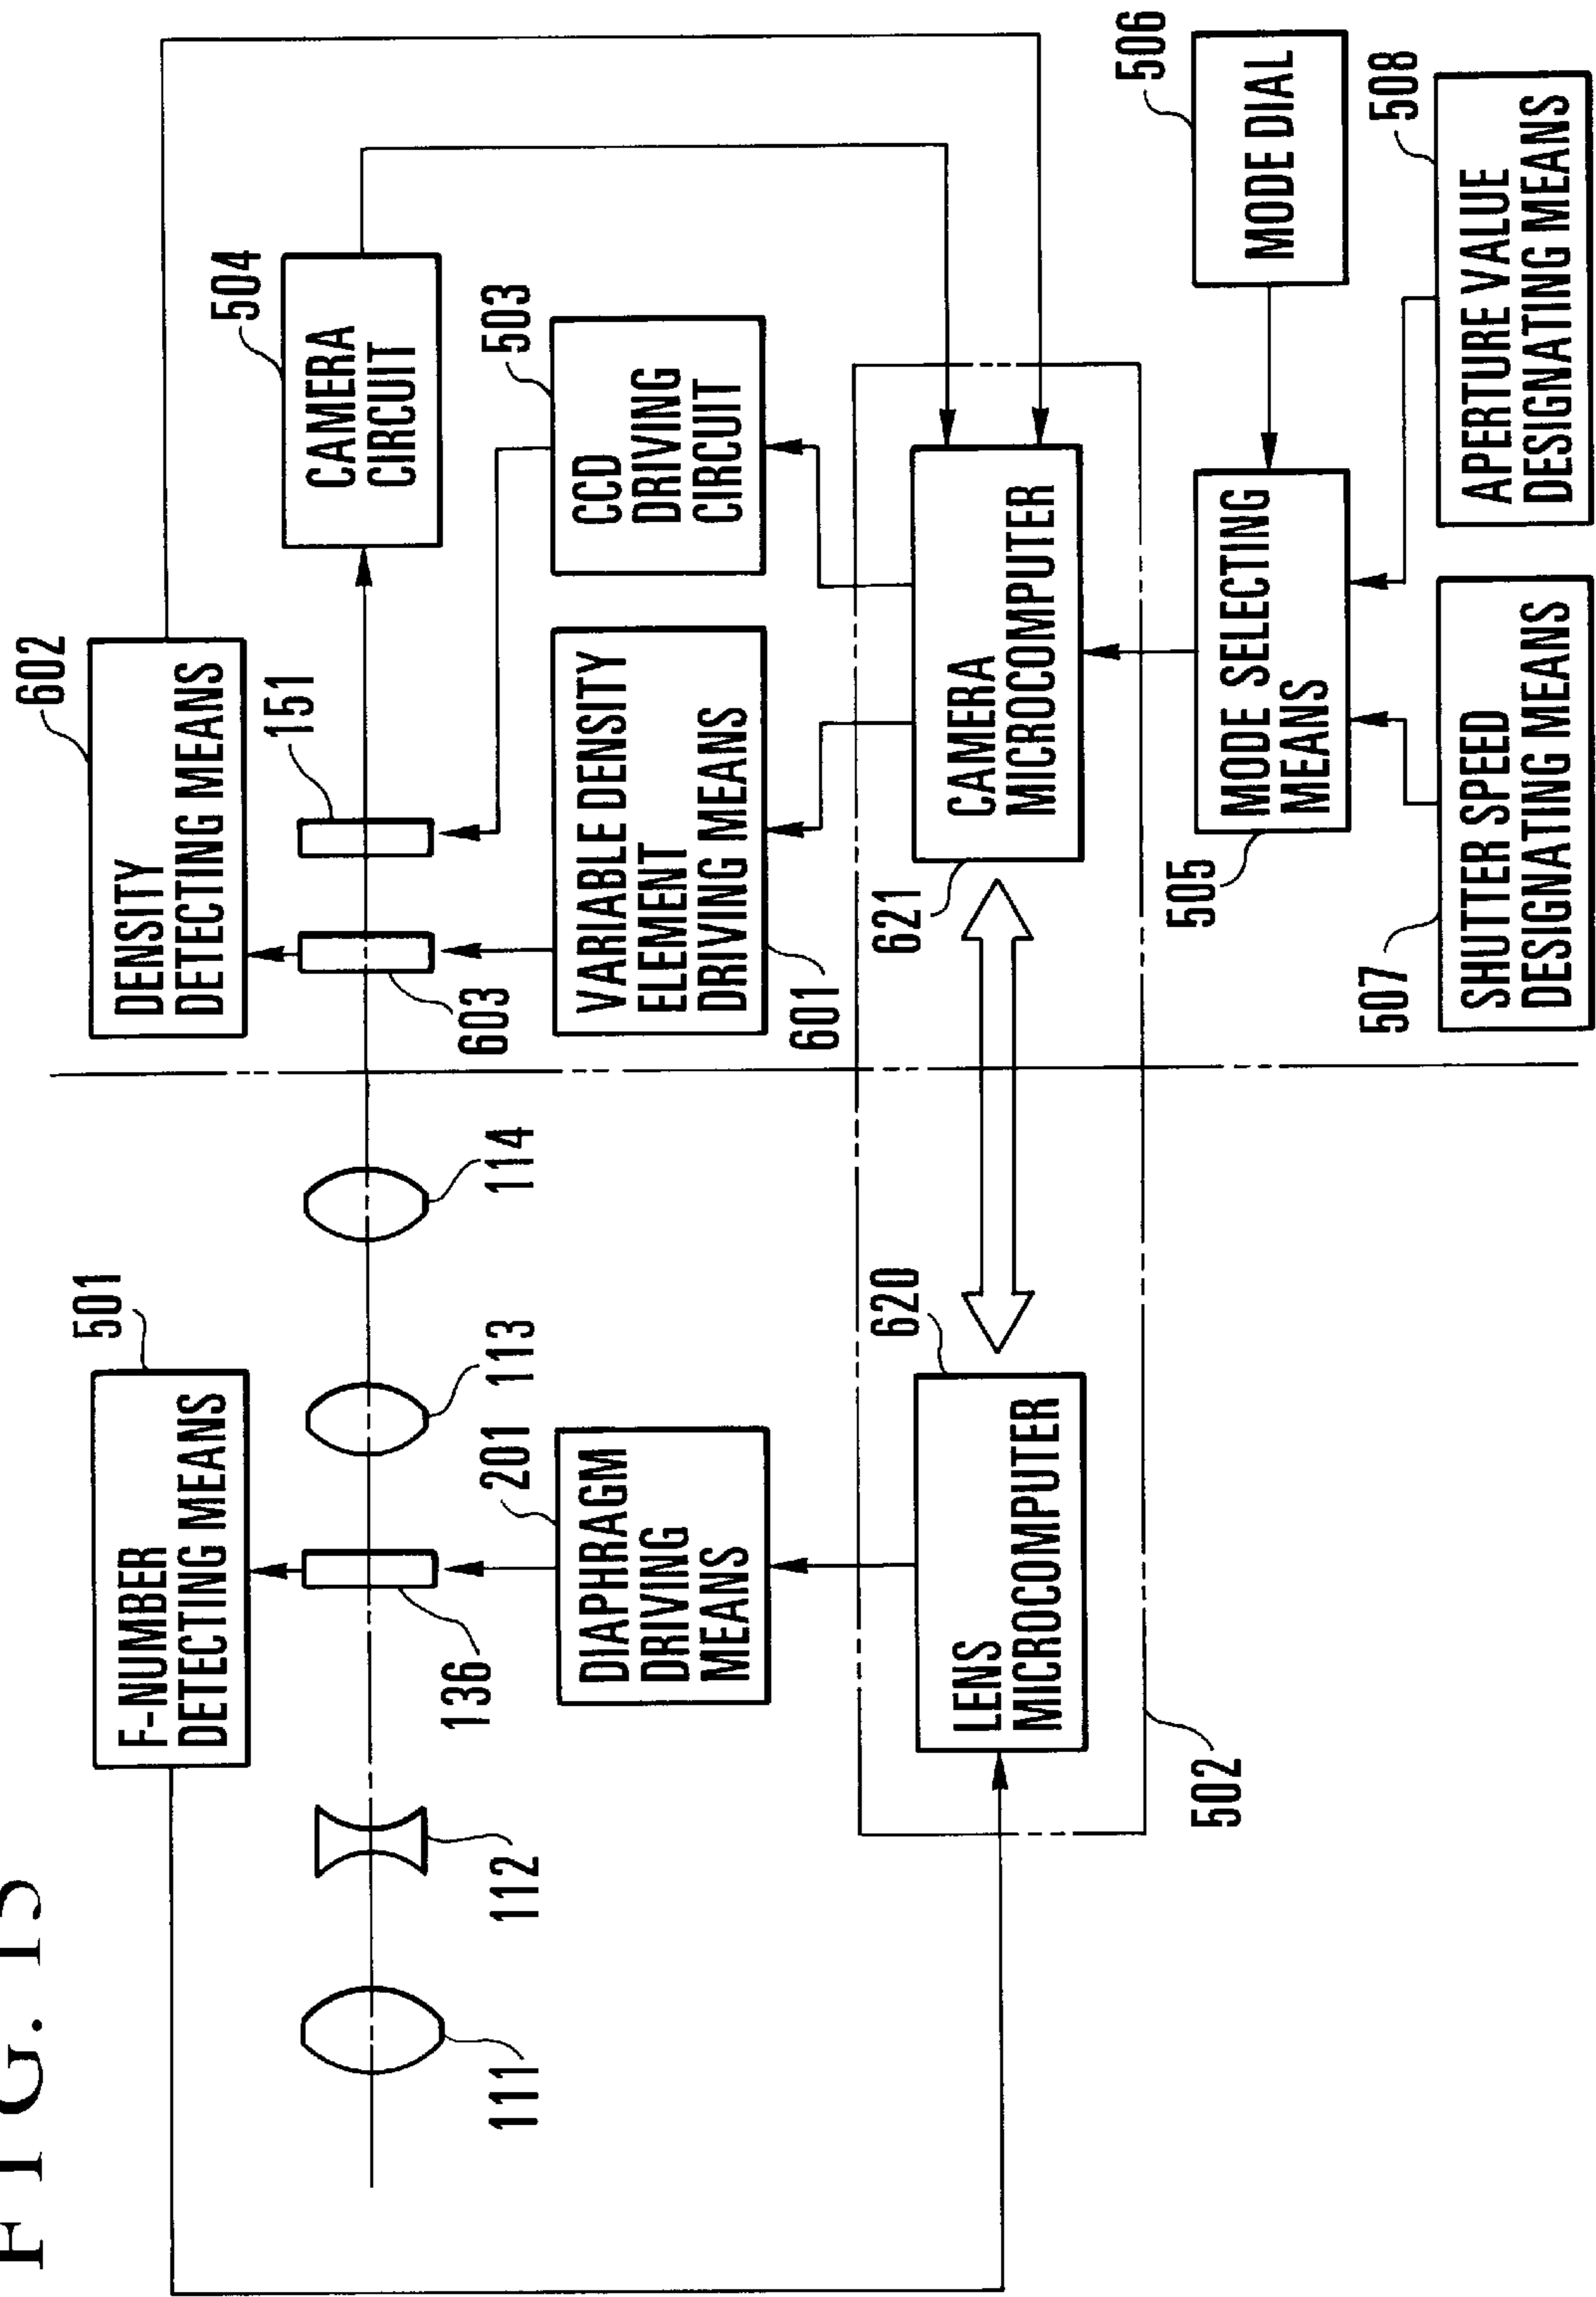 FIG. 15
501
F-NUMBER
DETECTING MEANS
602
DENSITY
DETECTING MEANS
504
CAMERA
CIRCUIT
151
111
112
136
113
114
603
201
DIAPHRAGM
DRIVING
MEANS
VARIABLE DENSITY
ELEMENT
DRIVING MEANS
601
503
CCD
DRIVING
CIRCUIT
620
LENS
MICROCOMPUTER
621
CAMERA
MICROCOMPUTER
502
505
MODE SELECTING
MEANS
506
MODE DIAL
507
SHUTTER SPEED
DESIGNATING MEANS
508
APERTURE VALUE
DESIGNATING MEANS